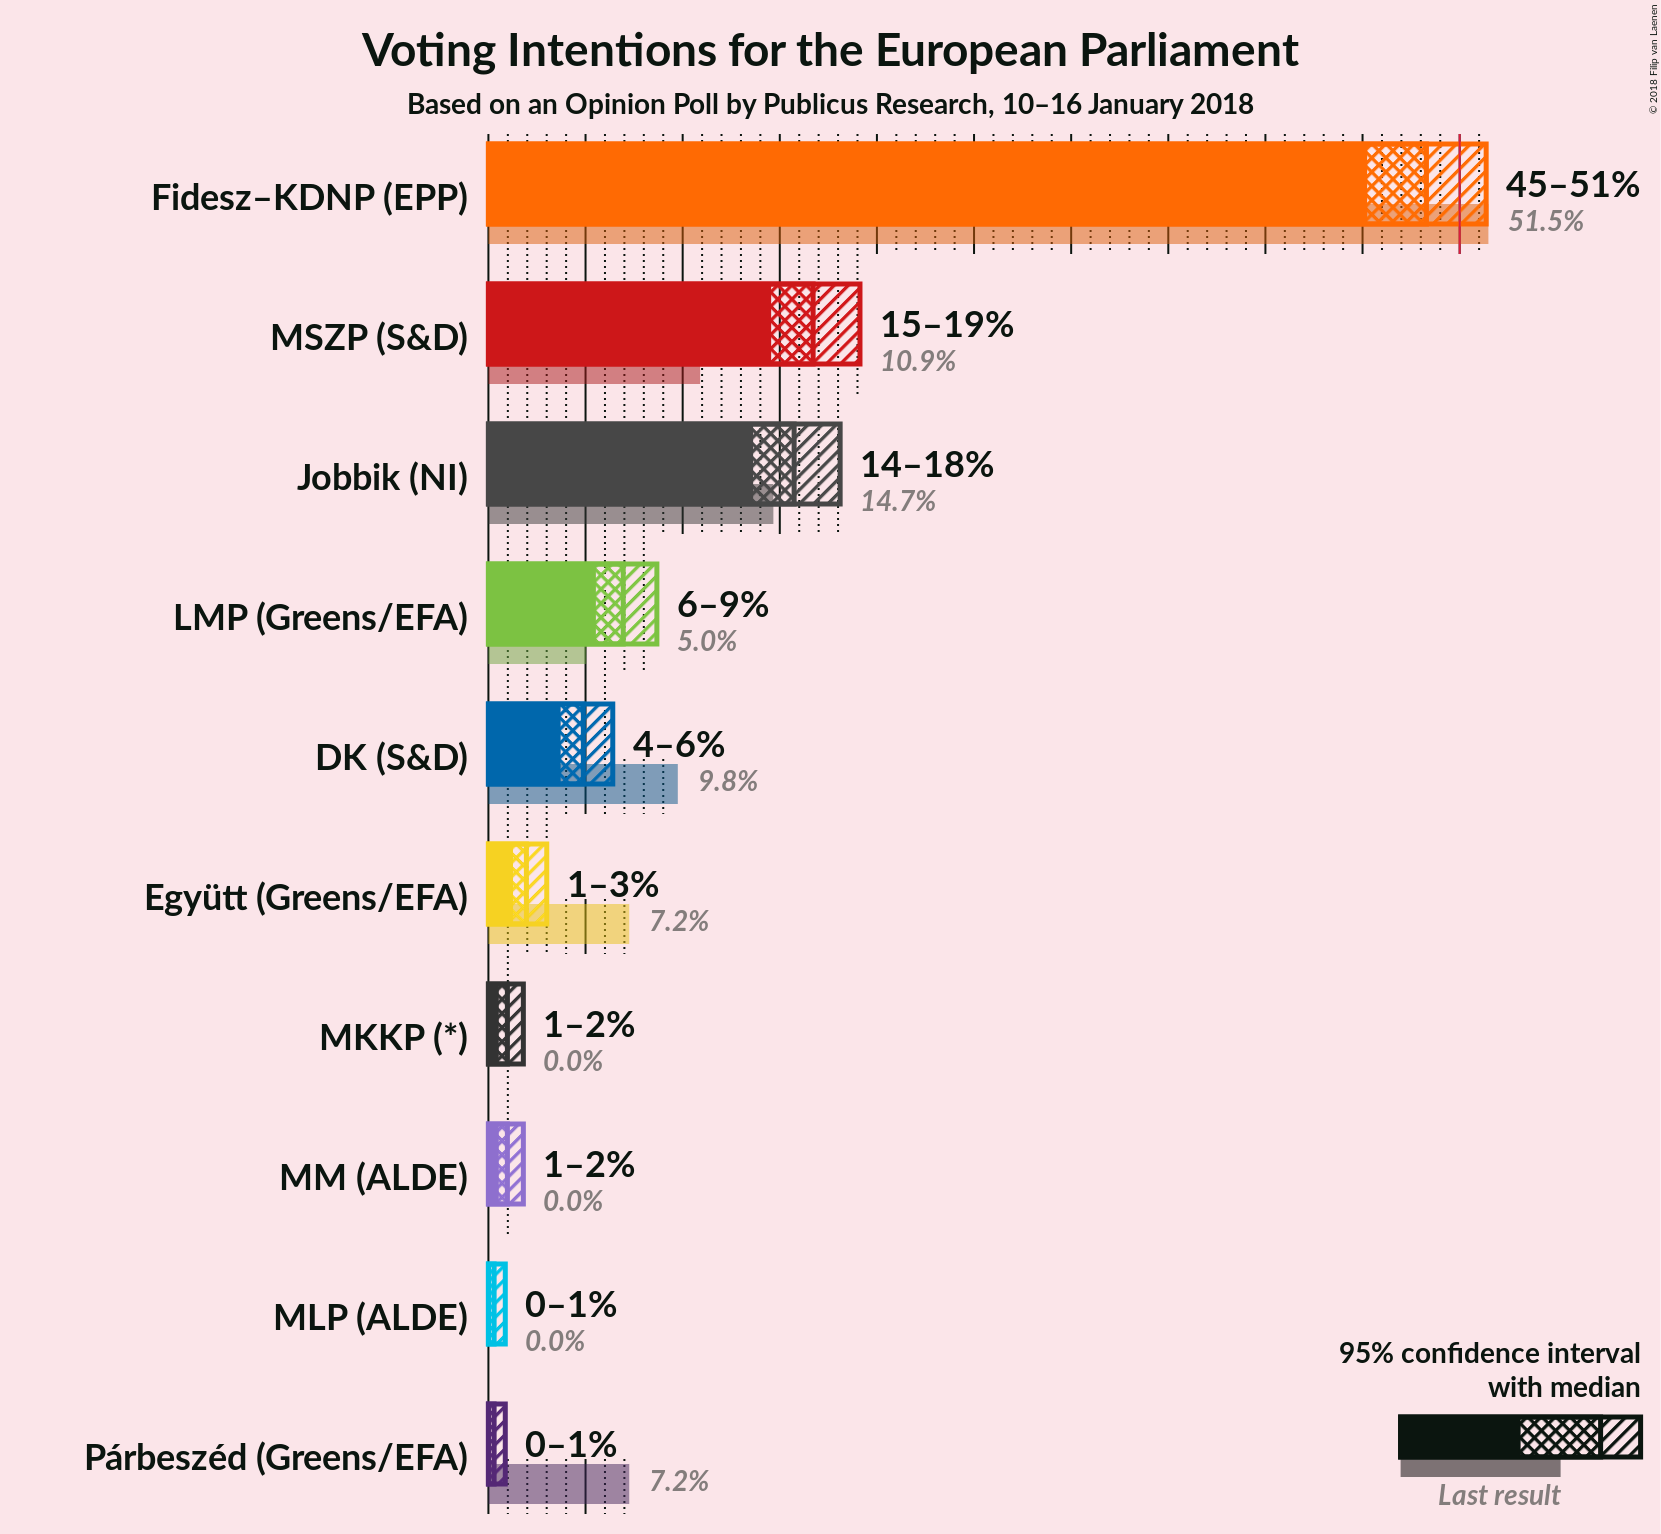 Voting Intentions for the European Parliament
Based on an Opinion Poll by Publicus Research, 10–16 January 2018
© 2018 Filip van Laenen
Fidesz–KDNP (EPP)
45–51%
51.5%
MSZP (S&D)
15–19%
10.9%
Jobbik (NI)
14–18%
14.7%
LMP (Greens/EFA)
6–9%
5.0%
DK (S&D)
4–6%
9.8%
Együtt (Greens/EFA)
1–3%
7.2%
MKKP (*)
1–2%
0.0%
MM (ALDE)
1–2%
0.0%
MLP (ALDE)
0–1%
0.0%
Párbeszéd (Greens/EFA)
0–1%
7.2%
95% confidence interval
with median
Last result